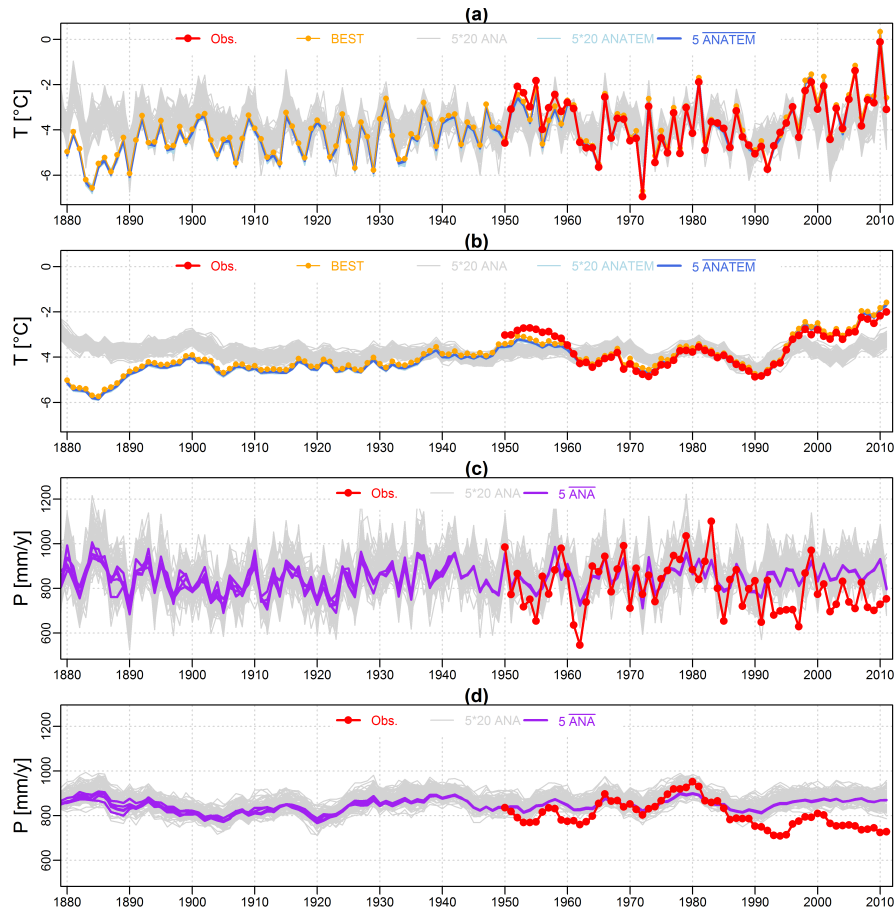 (a)
Obs. BEST 5*20 ANA 5*20 ANATEM 5 ANATEM
T [°C]
0
-2
-4
-6
1880 1890 1900 1910 1920 1930 1940 1950 1960 1970 1980 1990 2000 2010
(b)
Obs. BEST 5*20 ANA 5*20 ANATEM 5 ANATEM
T [°C]
0
-2
-4
-6
1880 1890 1900 1910 1920 1930 1940 1950 1960 1970 1980 1990 2000 2010
(c)
Obs. 5*20 ANA 5 ANA
P [mm/y]
1200
1000
800
600
1880 1890 1900 1910 1920 1930 1940 1950 1960 1970 1980 1990 2000 2010
(d)
Obs. 5*20 ANA 5 ANA
P [mm/y]
1200
1000
800
600
1880 1890 1900 1910 1920 1930 1940 1950 1960 1970 1980 1990 2000 2010